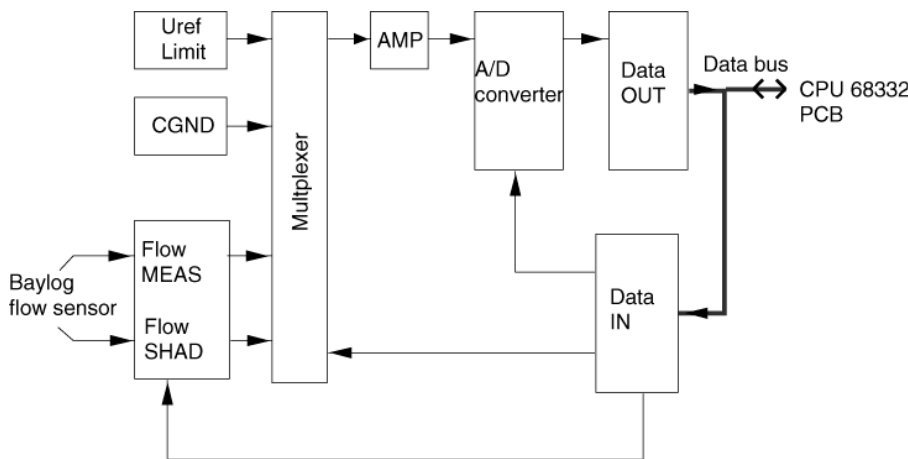 Uref
Limit
AMP
A/D
converter
Data
OUT
Data bus
CPU 68332
PCB
CGND
Multplexer
Baylog
flow sensor
Flow
MEAS
Flow
SHAD
Data
IN